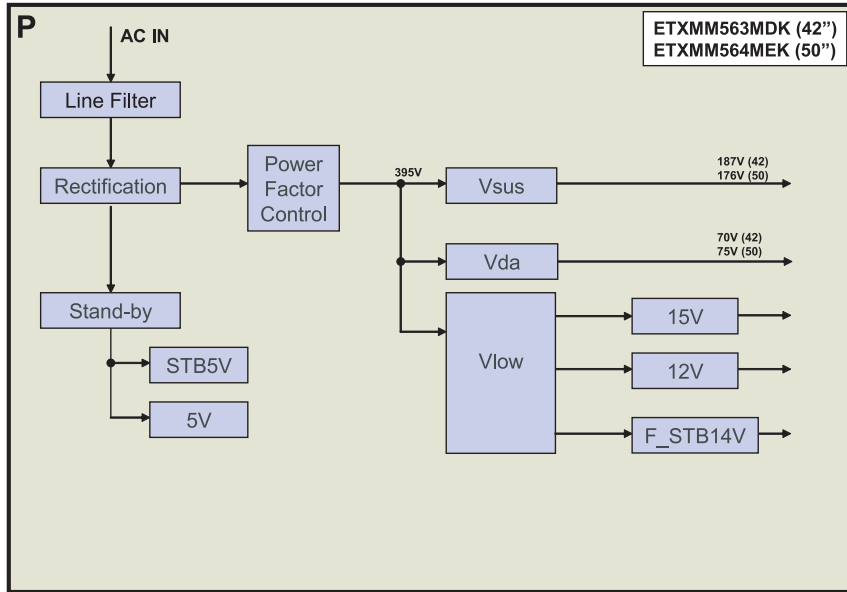 P
AC IN
ETXMM563MDK (42”)
ETXMM564MEK (50”)
Line Filter
Rectification
Power
Factor
Control
395V
Vsus
187V (42)
176V (50)
Vda
70V (42)
75V (50)
Stand-by
STB5V
5V
Vlow
15V
12V
F_STB14V